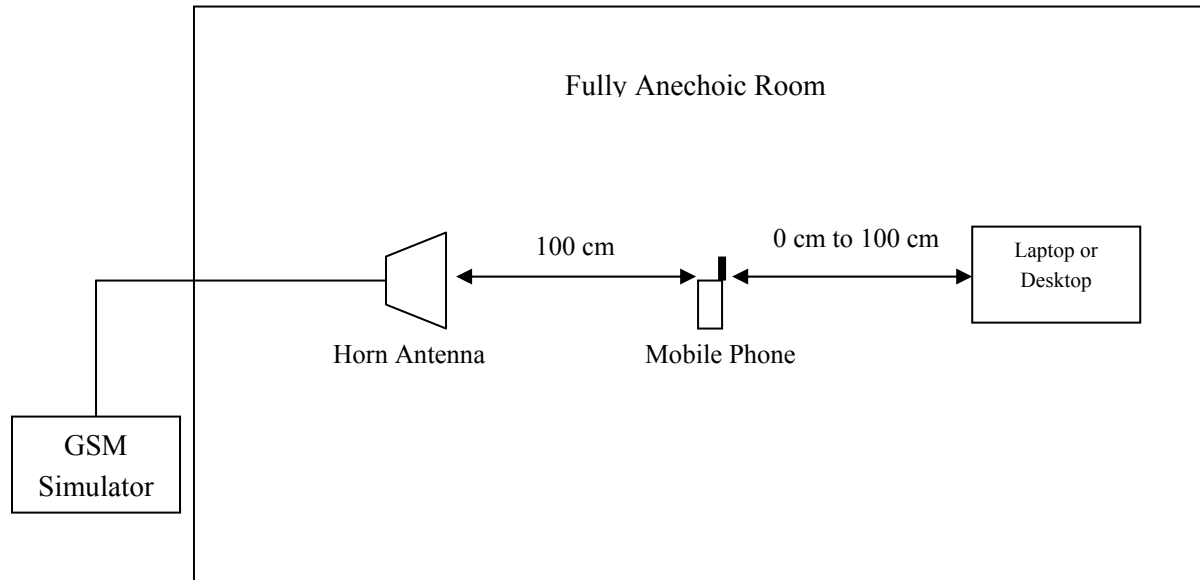 Fully Anechoic Room
100 cm
0 cm to 100 cm
Laptop or
Desktop
Horn Antenna
Mobile Phone
GSM
Simulator